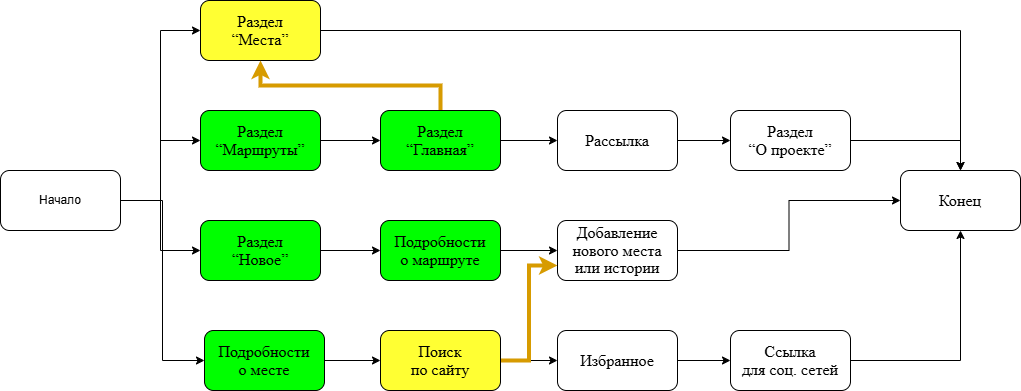 Раздел
“Места”
Раздел
“Маршруты”
Раздел
“Главная”
Рассылка
Раздел
“О проекте”
Начало
Конец
Раздел
“Новое”
Подробности
о маршруте
Добавление
нового места
или истории
Подробности
о месте
Поиск
по сайту
Избранное
Ссылка
для соц. сетей